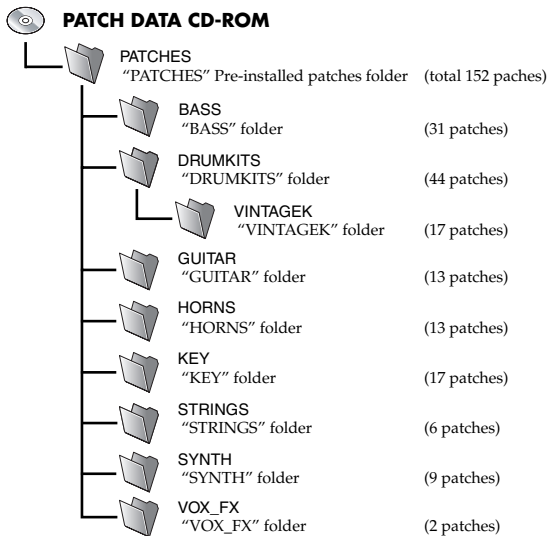 PATCH DATA CD-ROM
PATCHES
“PATCHES” Pre-installed patches folder (total 152 paches)
BASS
“BASS” folder (31 patches)
DRUMKITS
“DRUMKITS” folder (44 patches)
VINTAGEK
“VINTAGEK” folder (17 patches)
GUITAR
“GUITAR” folder (13 patches)
HORNS
“HORNS” folder (13 patches)
KEY
“KEY” folder (17 patches)
STRINGS
“STRINGS” folder (6 patches)
SYNTH
“SYNTH” folder (9 patches)
VOX_FX
“VOX_FX” folder (2 patches)